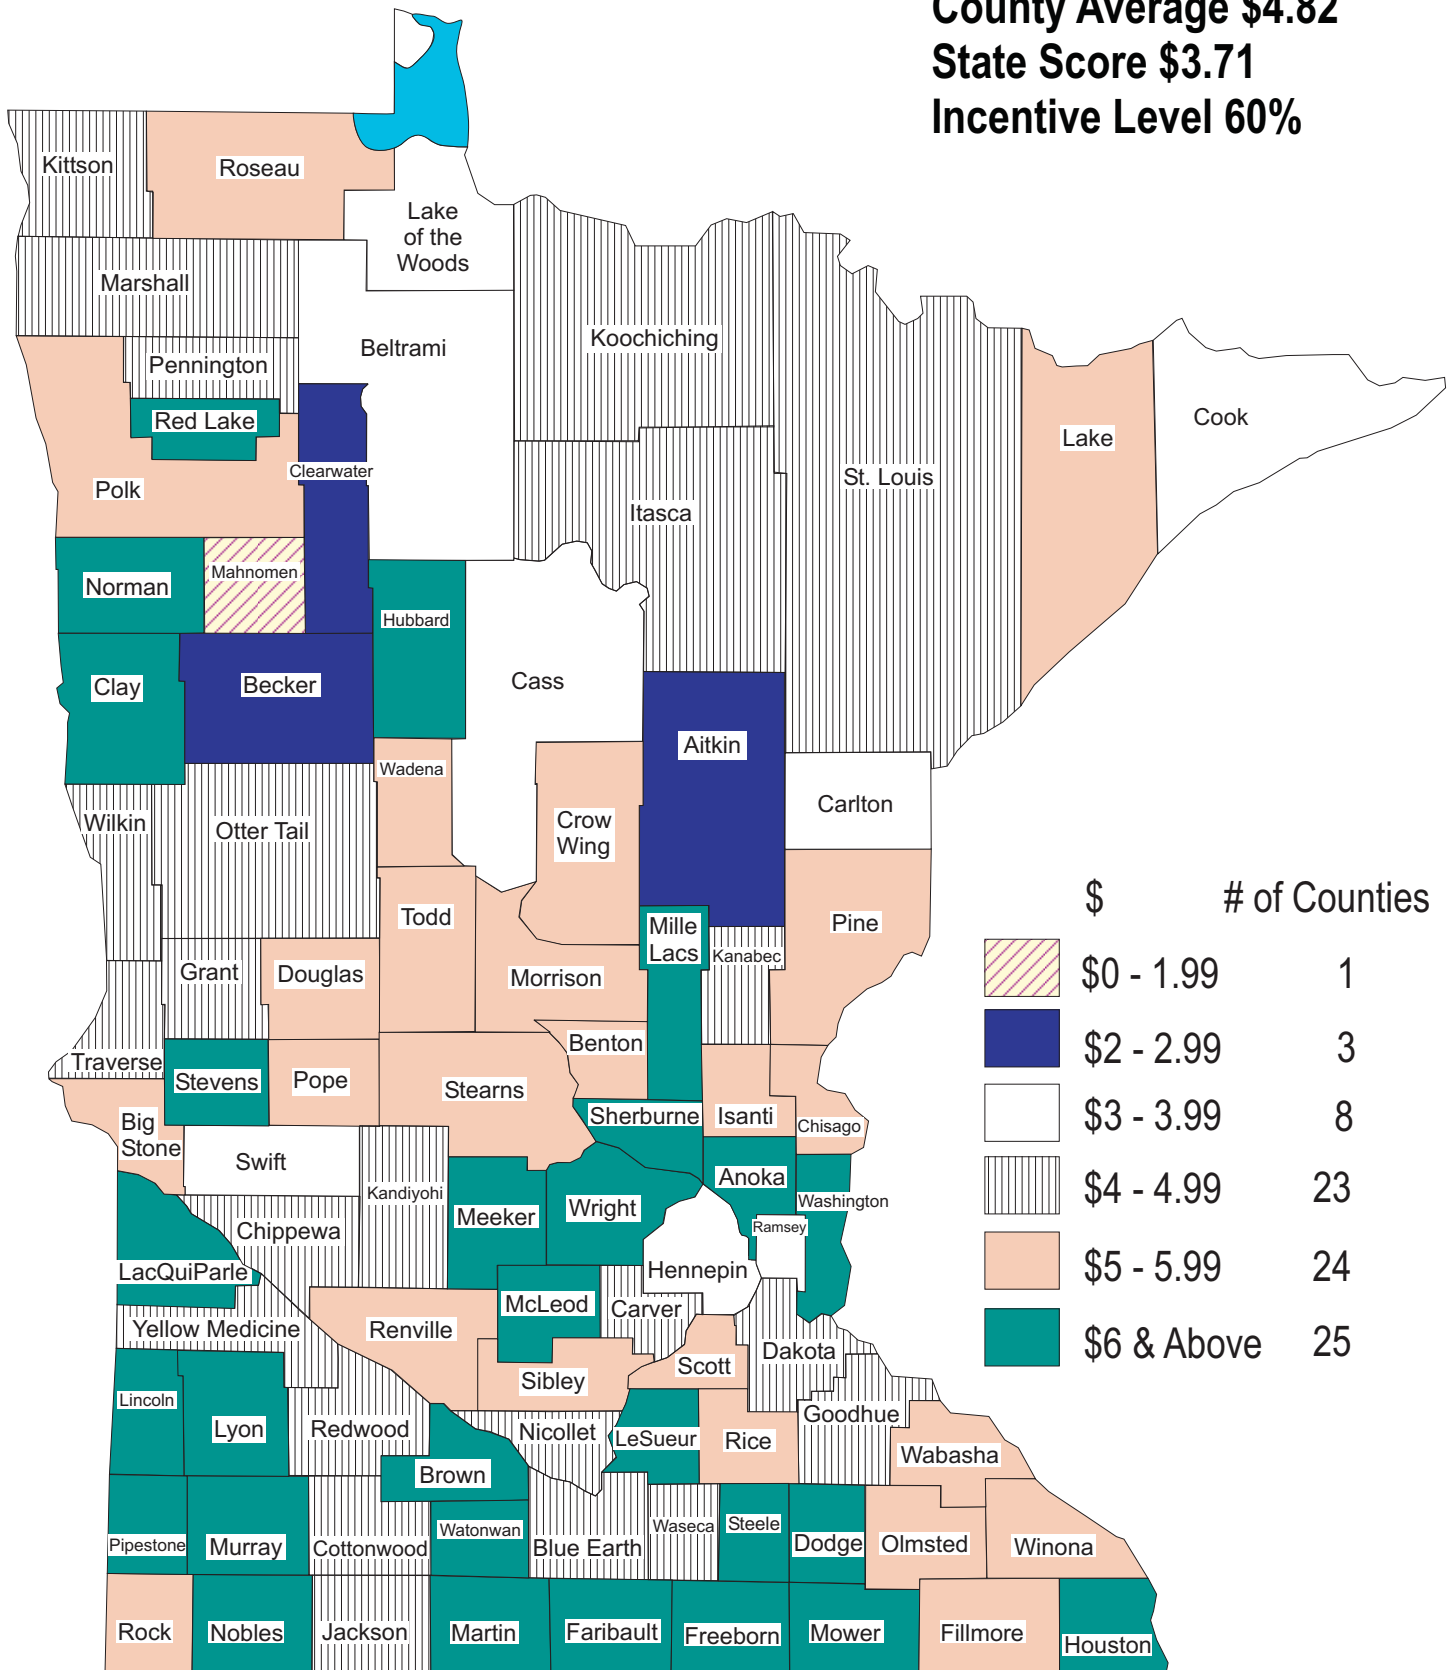 County Average $4.82
State Score $3.71
Incentive Level 60%
Kittson
Roseau
Lake
of the
Woods
Marshall
Koochiching
Beltrami
Pennington
Red Lake
Cook
Lake
Clearwater
St. Louis
Polk
Itasca
Mahnomen
Norman
Hubbard
Clay
Becker
Cass
Aitkin
Wadena
Carlton
Wilkin
Otter Tail
Crow
Wing
Todd
Pine
Mille
Lacs
Kanabec
Grant
Douglas
Morrison
Benton
Traverse
Stevens
Pope
Stearns
Big
Stone
Sherburne
Isanti
Chisago
Swift
Anoka
Kandiyohi
Washington
Meeker
Wright
Ramsey
Chippewa
LacQuiParle
Hennepin
McLeod
Carver
Yellow Medicine
Renville
Dakota
Scott
Sibley
Lincoln
Lyon
Redwood
Nicollet
LeSueur
Rice
Goodhue
Wabasha
Brown
Pipestone
Murray
Cottonwood
Watonwan
Blue Earth
Waseca
Steele
Dodge
Olmsted
Winona
Rock
Nobles
Jackson
Martin
Faribault
Freeborn
Mower
Fillmore
Houston
$ # of Counties
$0 - 1.99 1
$2 - 2.99 3
$3 - 3.99 8
$4 - 4.99 23
$5 - 5.99 24
$6 & Above 25